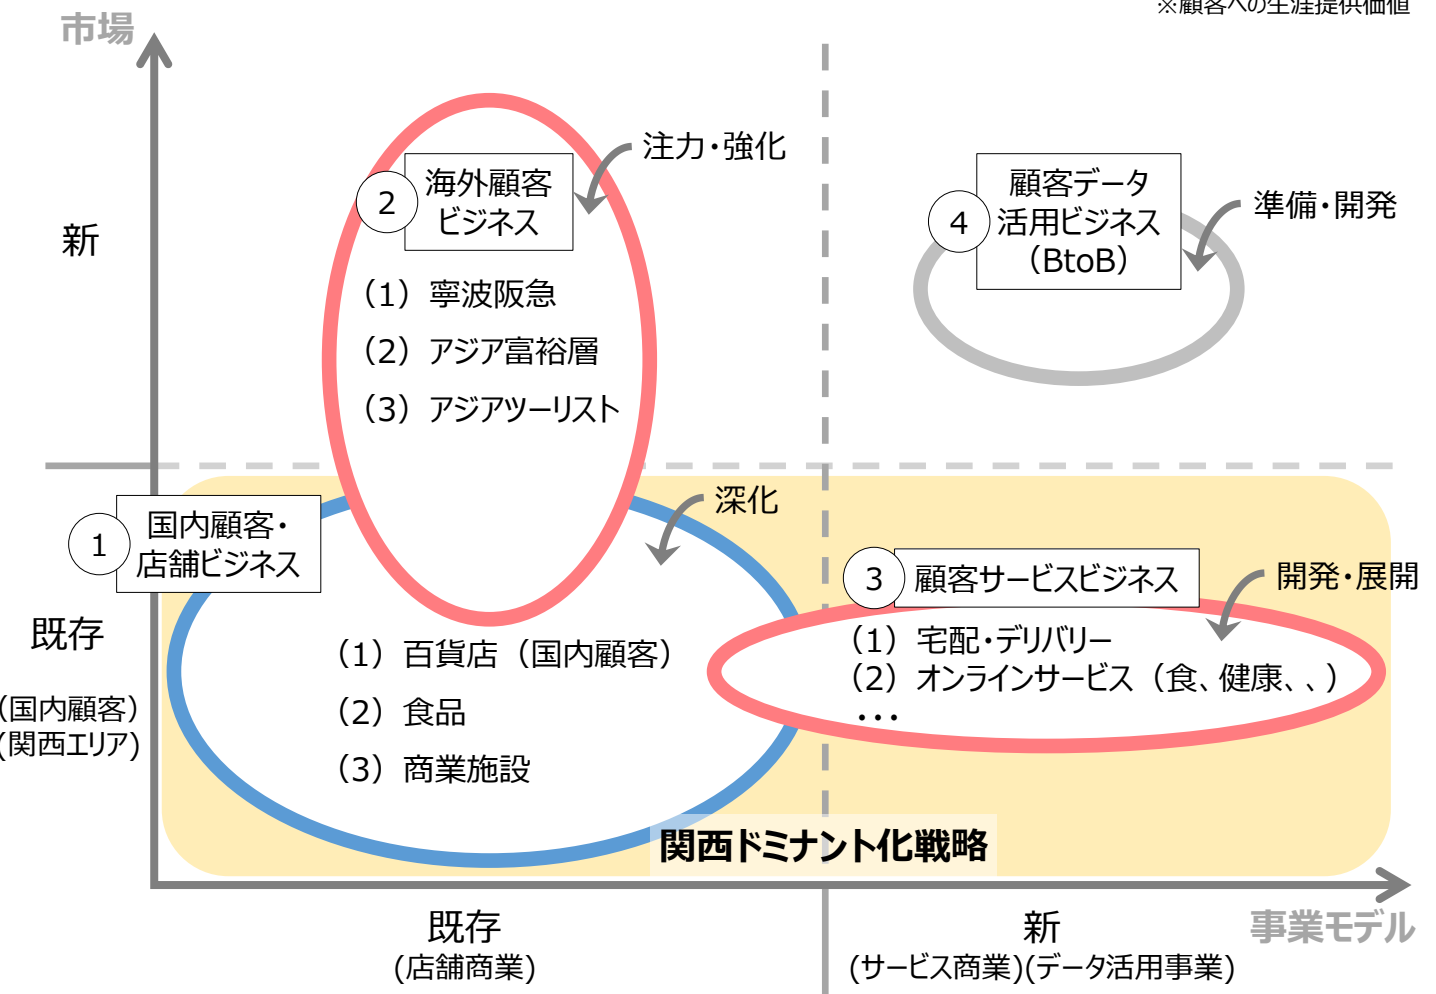 ※顧客への生涯提供価値
市場
注力・強化
2
海外顧客
ビジネス
4
顧客データ
活用ビジネス
（BtoB）
準備・開発
新
（1）寧波阪急
（2）アジア富裕層
（3）アジアツーリスト
深化
1
国内顧客・
店舗ビジネス
3
顧客サービスビジネス
開発・展開
既存
（国内顧客）
(関西エリア)
（1）百貨店（国内顧客）
（2）食品
（3）商業施設
（1）宅配・デリバリー
（2）オンラインサービス（食、健康、、）
・・・
関西ドミナント化戦略
既存
(店舗商業)
新
(サービス商業)(データ活用事業)
事業モデル